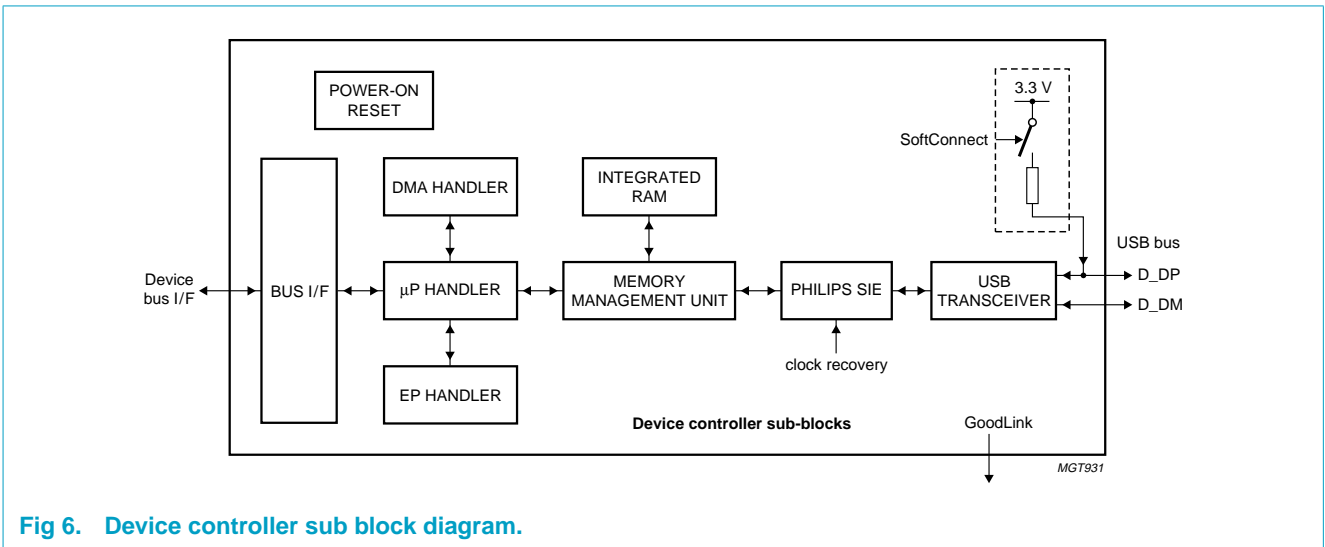 POWER-ON
RESET
3.3 V
SoftConnect
DMA HANDLER
INTEGRATED
RAM
USB bus
Device
bus I/F
BUS I/F
μP HANDLER
MEMORY
MANAGEMENT UNIT
PHILIPS SIE
USB
TRANSCEIVER
D_DP
D_DM
clock recovery
EP HANDLER
Device controller sub-blocks
GoodLink
MGT931
Fig 6. Device controller sub block diagram.